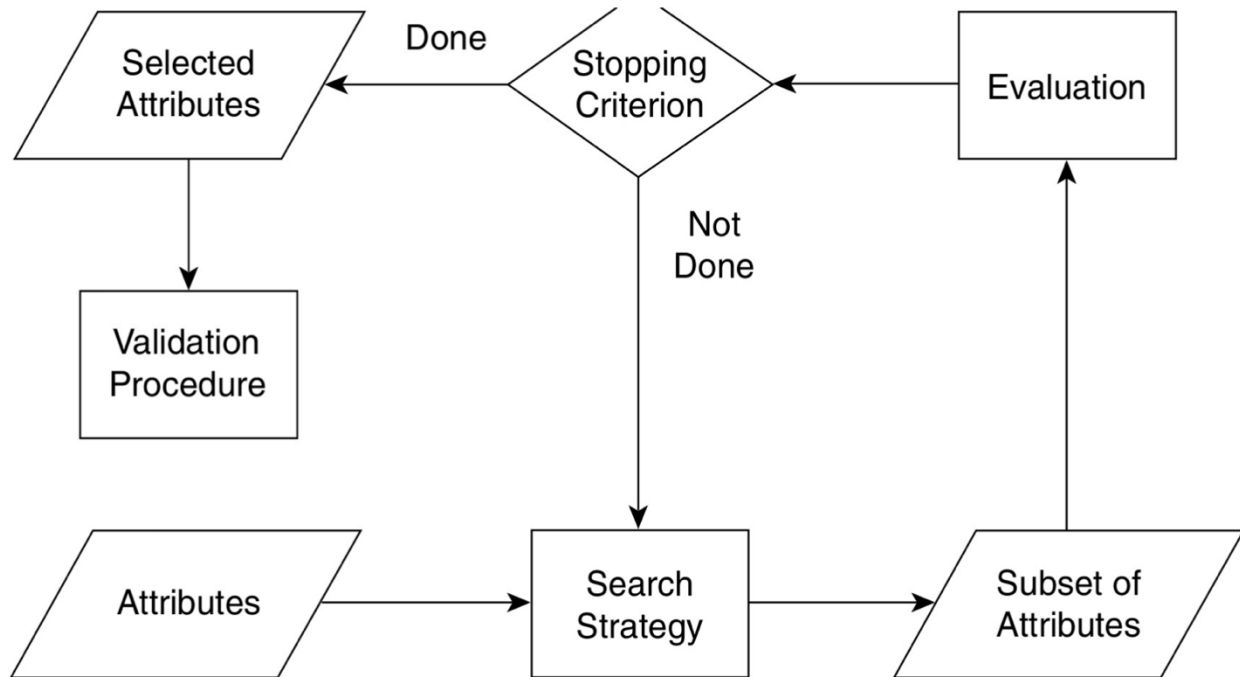 Selected
Attributes
Done
Stopping
Criterion
Evaluation
Not
Done
Validation
Procedure
Attributes
Search
Strategy
Subset of
Attributes